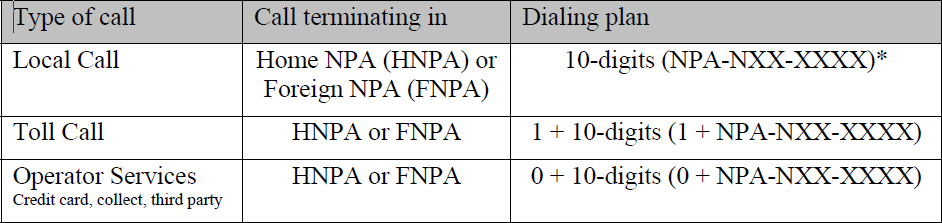 Type of call Call terminating in Dialing plan
Local Call Home NPA (HNPA) or 10-digits (NPA-NXX-XXXX)*
Foreign NPA (FNPA)
Toll Call HNPA or FNPA 1 + 10-digits (1 + NPA-NXX-XXXX)
Operator Services HNPA or FNPA 0 + 10-digits (0 + NPA-NXX-XXXX)
Credit card, collect, third party